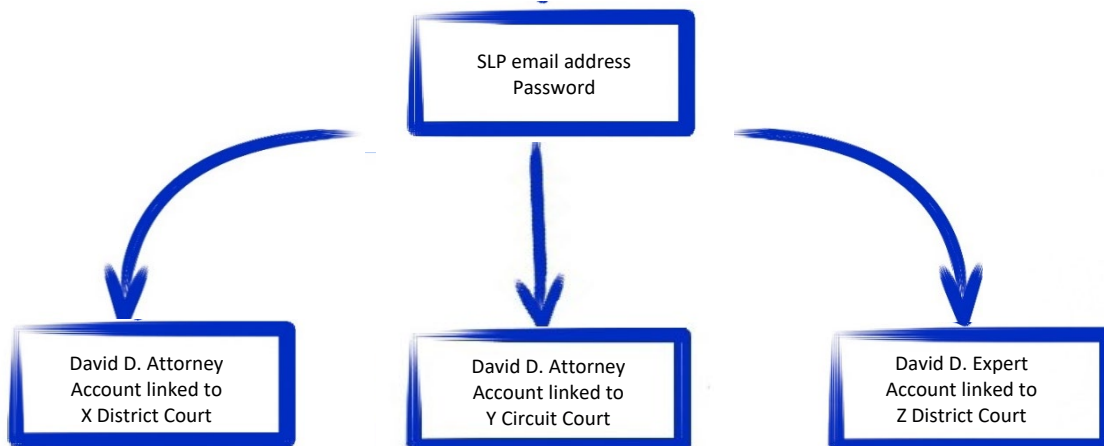 SLP email address
Password
David D. Attorney
Account linked to
X District Court
David D. Attorney
Account linked to
Y Circuit Court
David D. Expert
Account linked to
Z District Court